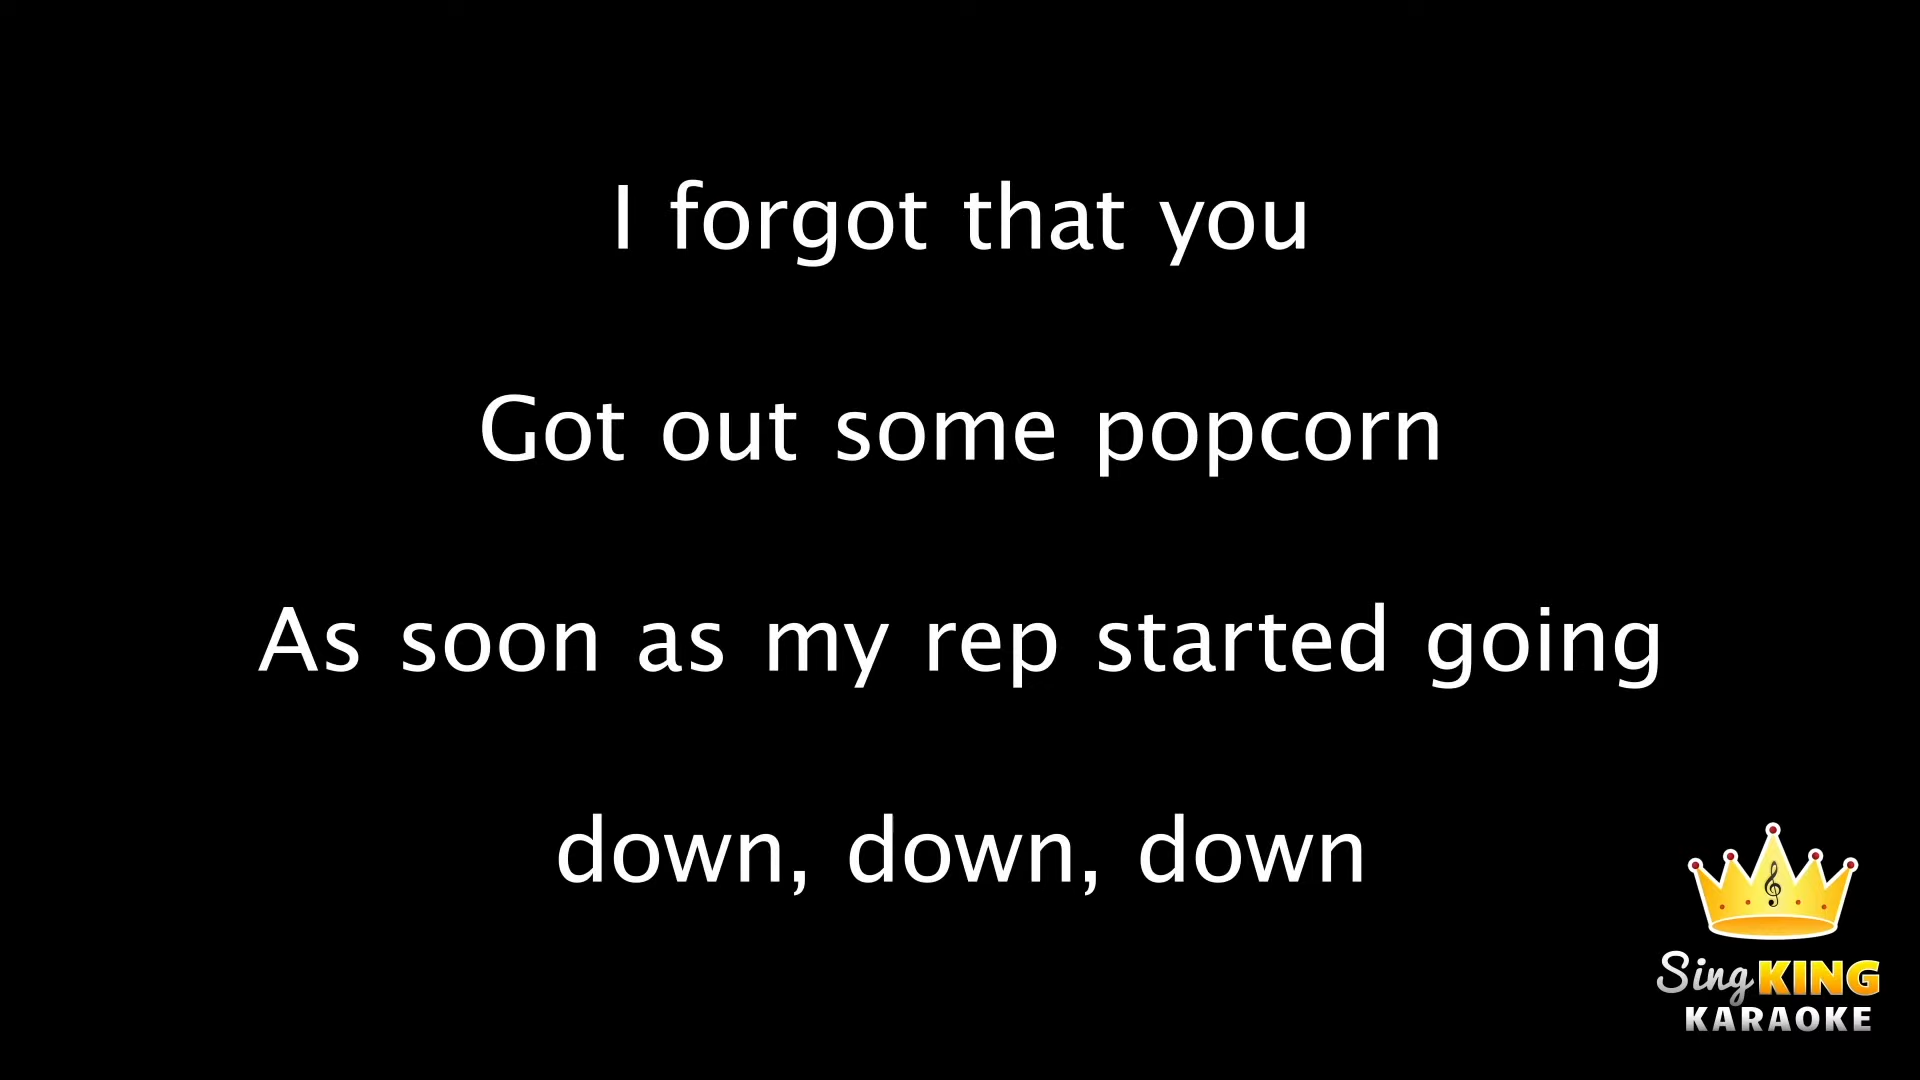 I forgot that you
Got out some popcorn
As soon as my rep started going
down, down, down
Sing KING
KARAOKE